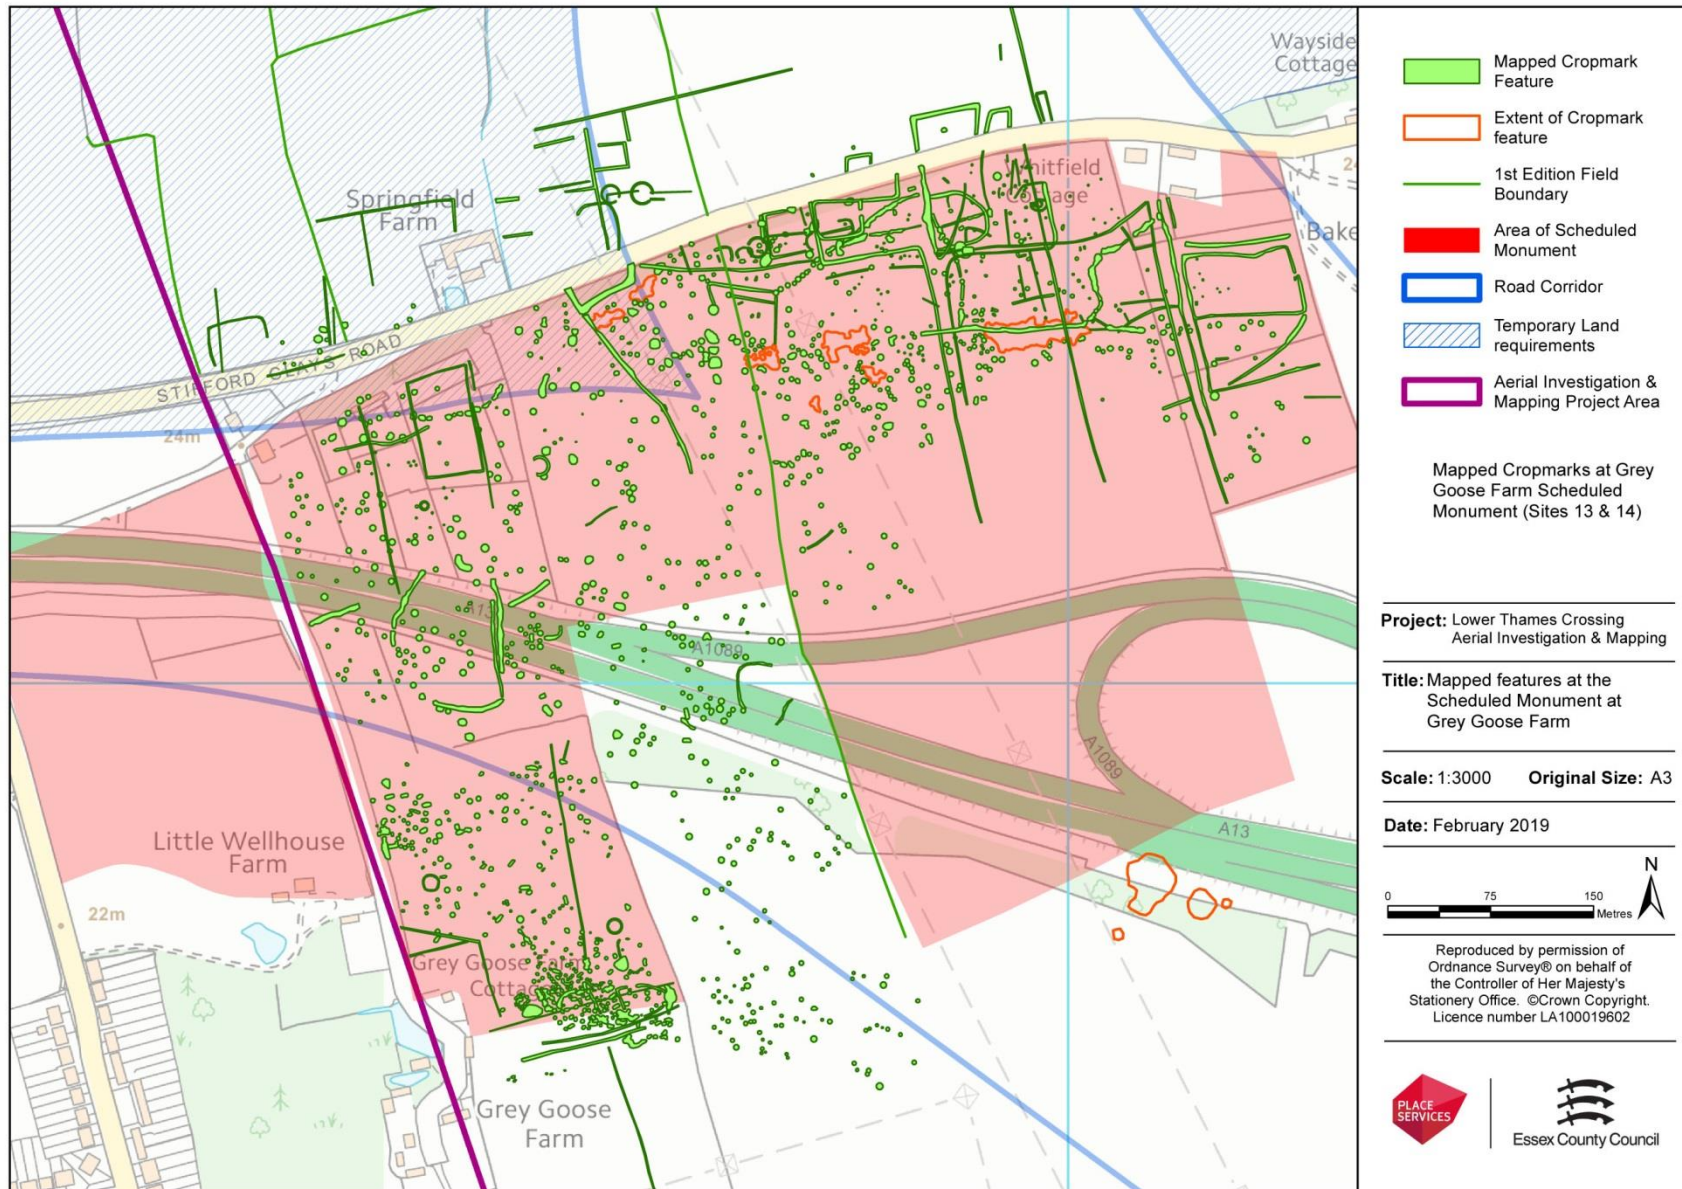 Wayside
Cottage
Springfield
Farm
Whitfield
Cottage
Bake
STIFFORD CLAYS ROAD
24m
A13
A1089
A1089
A13
Little Wellhouse
Farm
22m
Grey Goose Farm
Grey Goose
Farm
Mapped Cropmark
Feature
Extent of Cropmark
feature
1st Edition Field
Boundary
Area of Scheduled
Monument
Road Corridor
Temporary Land
requirements
Aerial Investigation &
Mapping Project Area
Mapped Cropmarks at Grey
Goose Farm Scheduled
Monument (Sites 13 & 14)
Project: Lower Thames Crossing
Aerial Investigation & Mapping
Title: Mapped features at the
Scheduled Monument at
Grey Goose Farm
Scale: 1:3000 Original Size: A3
Date: February 2019
N
0 75 150
Metres
Reproduced by permission of
Ordnance Survey® on behalf of
the Controller of Her Majesty's
Stationery Office. ©Crown Copyright.
Licence number LA100019602
PLACE
SERVICES
Essex County Council